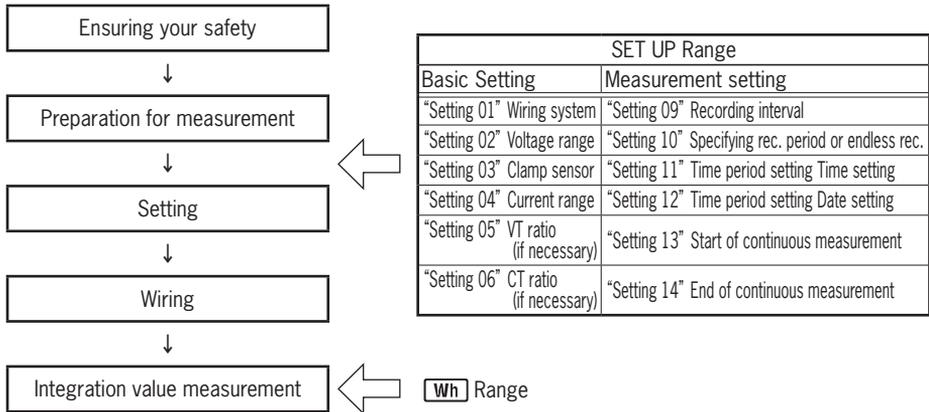 Ensuring your safety
↓
Preparation for measurement
↓
Setting
↓
Wiring
↓
Integration value measurement
SET UP Range
Basic Setting Measurement setting
“Setting 01” Wiring system “Setting 09” Recording interval
“Setting 02” Voltage range “Setting 10” Specifying rec. period or endless rec.
“Setting 03” Clamp sensor “Setting 11” Time period setting Time setting
“Setting 04” Current range “Setting 12” Time period setting Date setting
“Setting 05” VT ratio
(if necessary)
“Setting 13” Start of continuous measurement
“Setting 06” CT ratio
(if necessary)
“Setting 14” End of continuous measurement
Wh Range